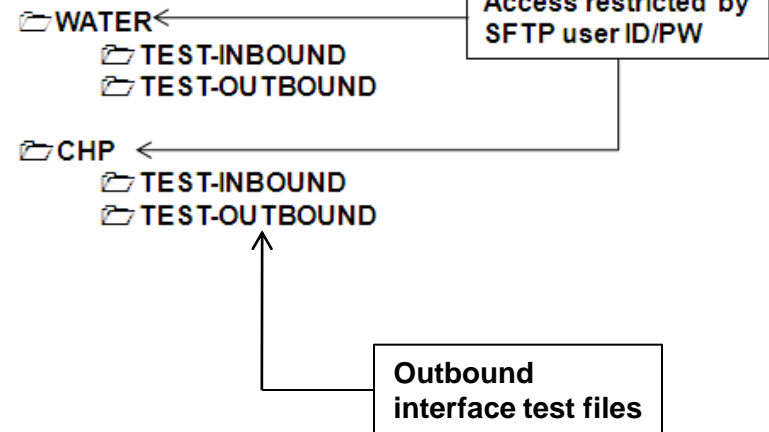 Access restricted by
SFTP user ID/PW
WATER
TEST-INBOUND
TEST-OUTBOUND
CHP
TEST-INBOUND
TEST-OUTBOUND
Outbound
interface test files